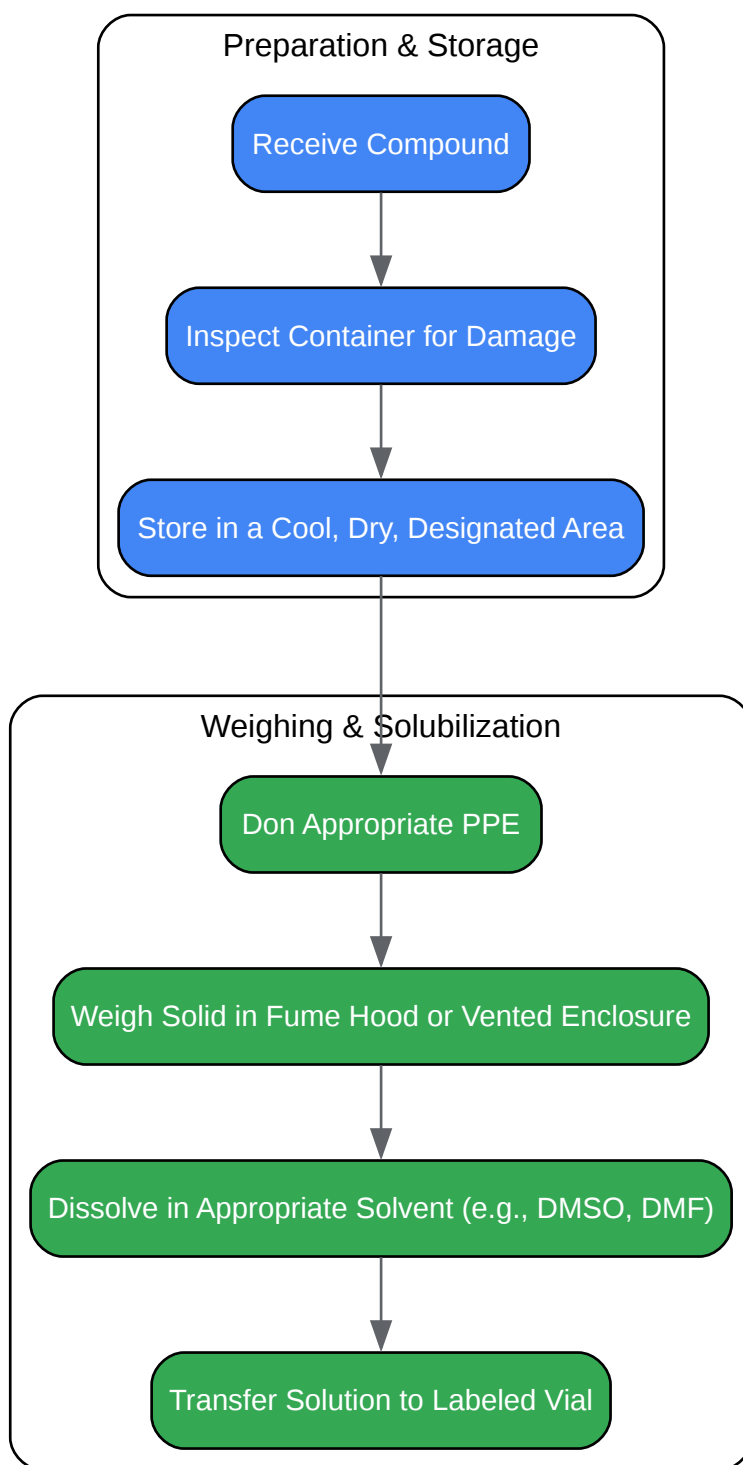 Preparation & Storage
Receive Compound
Inspect Container for Damage
Store in a Cool, Dry, Designated Area
Weighing & Solubilization
Don Appropriate PPE
Weigh Solid in Fume Hood or Vented Enclosure
Dissolve in Appropriate Solvent (e.g., DMSO, DMF)
Transfer Solution to Labeled Vial